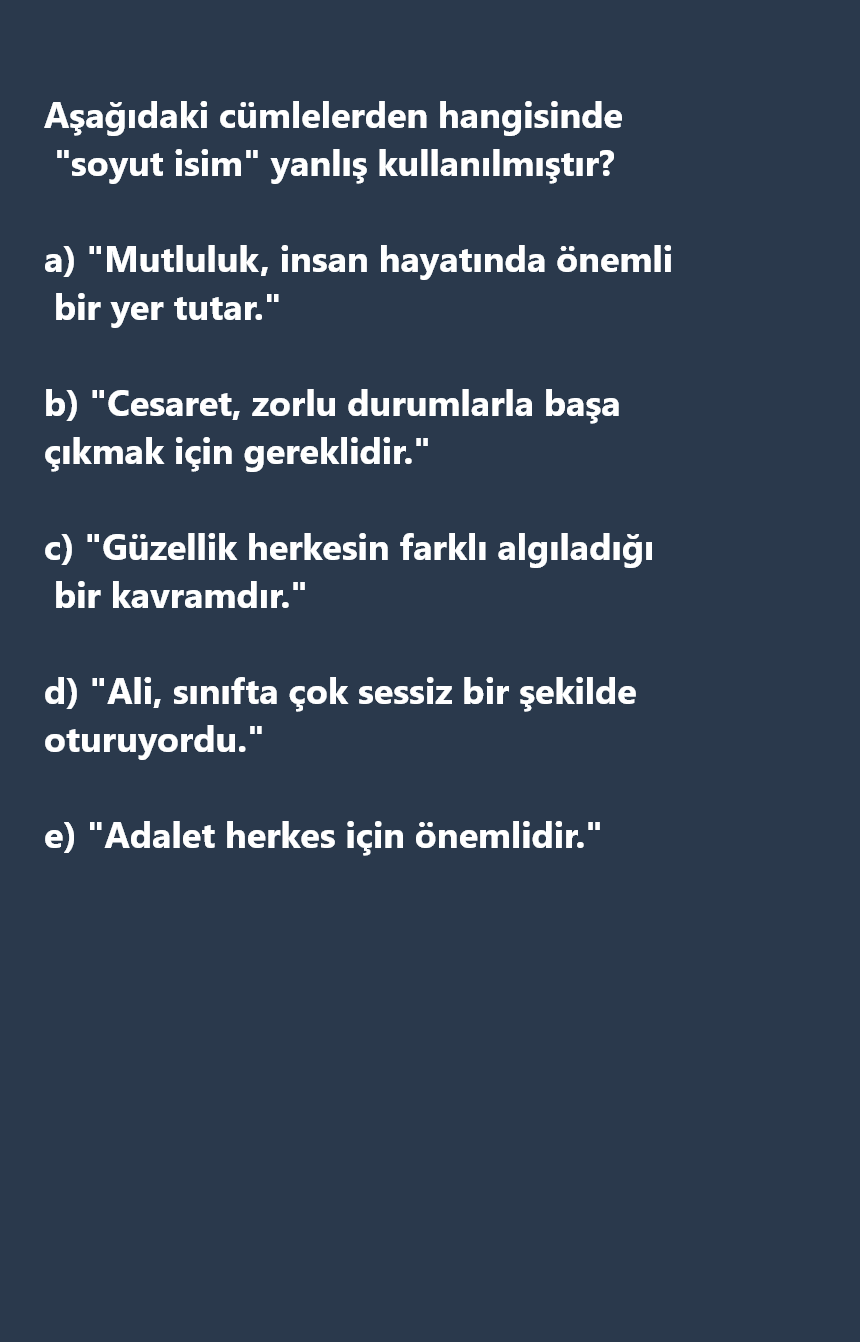 Aşağıdaki cümlelerden hangisinde
"soyut isim" yanlış kullanılmıştır?
a) "Mutluluk, insan hayatında önemli
bir yer tutar."
b) "Cesaret, zorlu durumlarla başa
çıkmak için gereklidir."
c) "Güzellik herkesin farklı algıladığı
bir kavramdır."
d) "Ali, sınıfta çok sessiz bir şekilde
oturuyordu."
e) "Adalet herkes için önemlidir."